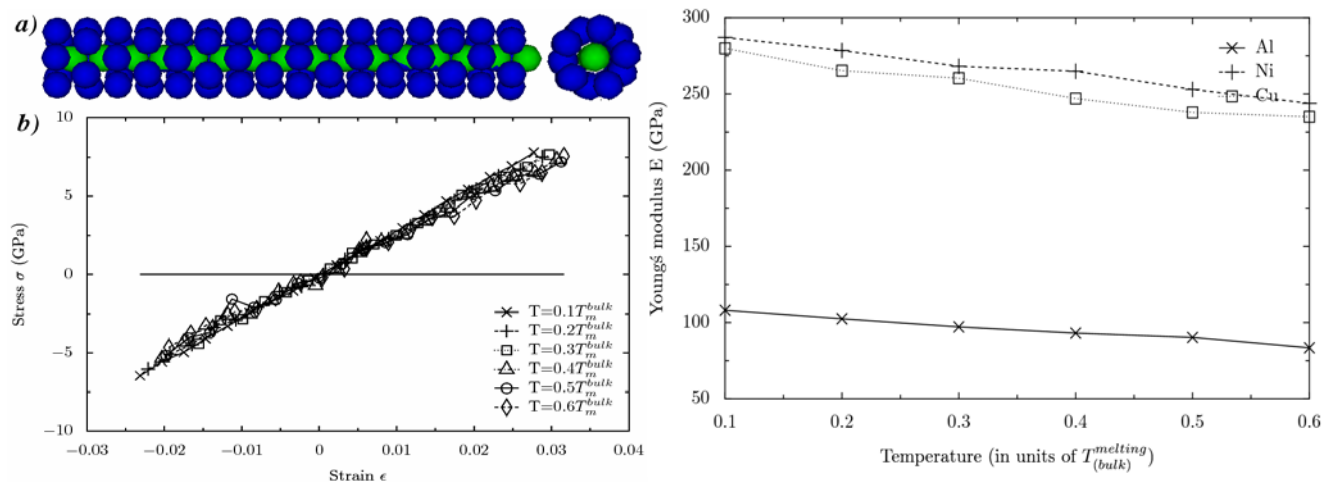 a)
b)
10
5
0
−5
−10
Stress σ (GPa)
T=0.1T_m^{bulk}
T=0.2T_m^{bulk}
T=0.3T_m^{bulk}
T=0.4T_m^{bulk}
T=0.5T_m^{bulk}
T=0.6T_m^{bulk}
−0.03 −0.02 −0.01 0 0.01 0.02 0.03 0.04
Strain ϵ
300
250
200
150
100
50
Youngś modulus E (GPa)
Al
Ni
Cu
0.1 0.2 0.3 0.4 0.5 0.6
Temperature (in units of T_{(bulk)}^{melting})